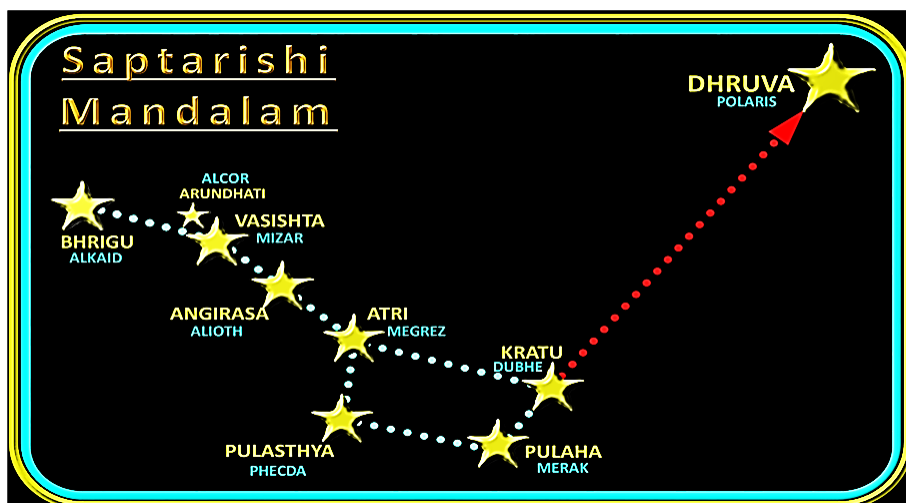 Saptarishi
Mandalam
DHRUVA
POLARIS
ALCOR
ARUNDHATI
BHRIGU
ALKAID
VASISHTA
MIZAR
ANGIRASA
ALIOTH
ATRI
MEGREZ
KRATU
DUBHE
PULASTHYA
PHECDA
PULAHA
MERAK